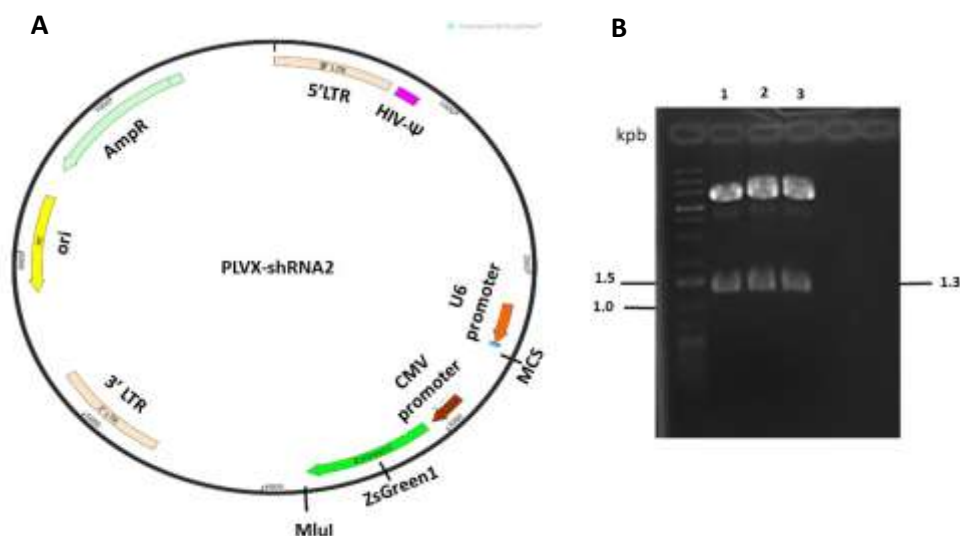 A
B
5'LTR
HIV-Ψ
AmpR
ori
PLVX-shRNA2
U6
promoter
MCS
CMV
promoter
3' LTR
ZsGreen1
MluI
1 2 3
kpb
1.5
1.0
1.3